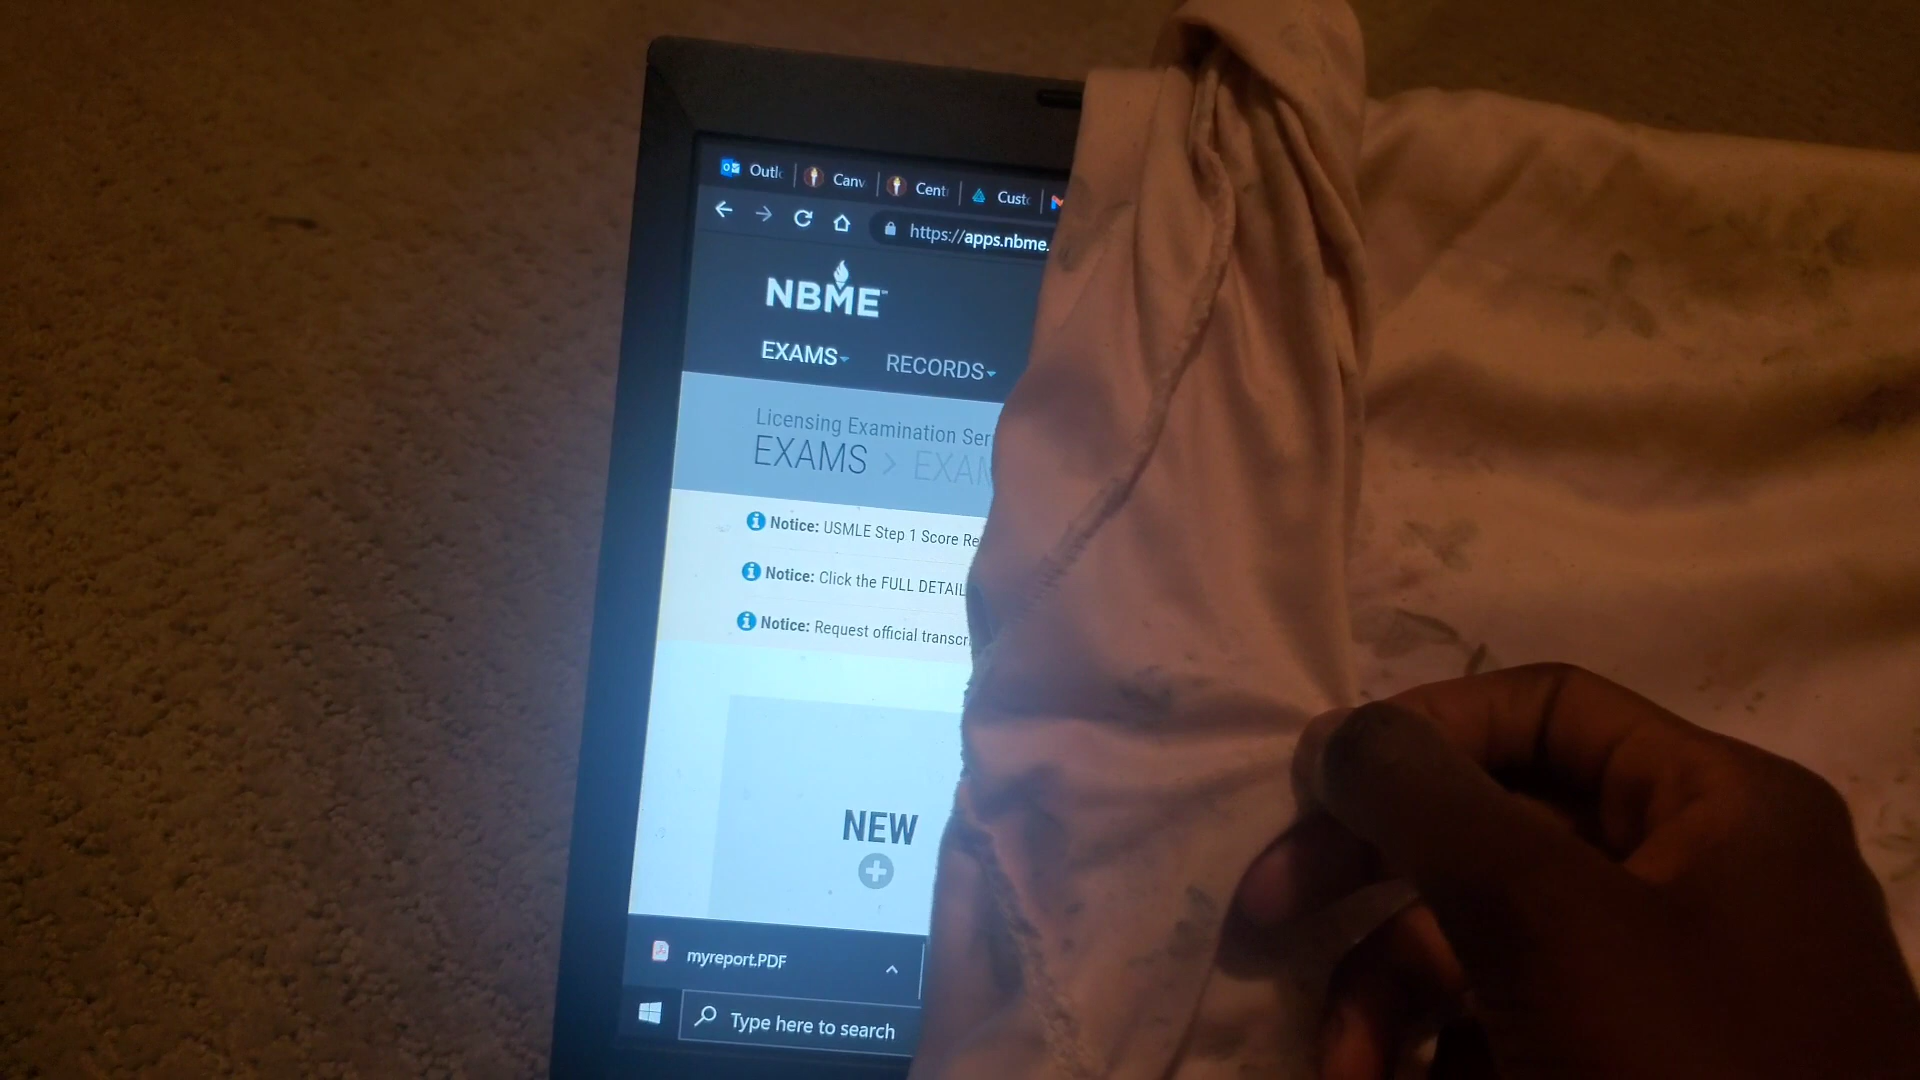 Outl
Canv
Cent
Cust
https://apps.nbme.
NBME
EXAMS
RECORDS
Licensing Examination Ser
EXAMS > EXAM
Notice: USMLE Step 1 Score Re
Notice: Click the FULL DETAIL
Notice: Request official transcr
NEW
myreport.PDF
Type here to search